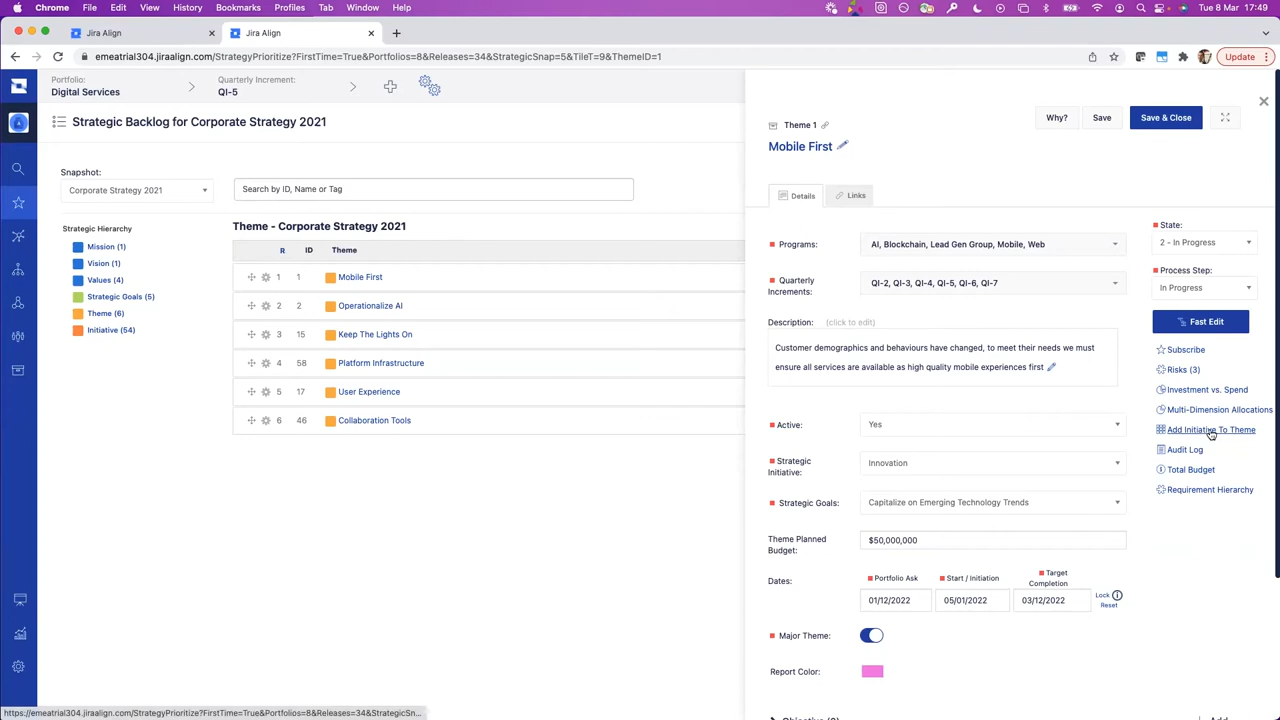 Chrome File Edit View History Bookmarks Profiles Tab Window Help
Tue 15 Mar 17:49
Jira Align
Jira Align
emeatrial304.jiraalign.com/StrategyPrioritize?FirstTime=True&Portfolios=8&Releases=34&StrategicSnap=5&TileT=9&ThemeID=1
Update
Portfolio:
Digital Services
Quarterly Increment:
QI-5
Strategic Backlog for Corporate Strategy 2021
Snapshot:
Corporate Strategy 2021
Search by ID, Name or Tag
Strategic Hierarchy
Mission (1)
Vision (1)
Values (4)
Strategic Goals (5)
Theme (6)
Initiative (54)
Theme - Corporate Strategy 2021
R ID Theme
1 1 Mobile First
2 2 Operationalize AI
3 15 Keep The Lights On
4 58 Platform Infrastructure
5 17 User Experience
6 46 Collaboration Tools
Why? Save Save & Close
Theme 1
Mobile First
Details Links
Programs: AI, Blockchain, Lead Gen Group, Mobile, Web
Quarterly Increments: QI-2, QI-3, QI-4, QI-5, QI-6, QI-7
Description: (click to edit)
Customer demographics and behaviours have changed, to meet their needs we must
ensure all services are available as high quality mobile experiences first
Active: Yes
Strategic Initiative: Innovation
Strategic Goals: Capitalize on Emerging Technology Trends
Theme Planned Budget: $50,000,000
Dates:
Portfolio Ask Start / Initiation Target Completion
01/12/2022 05/01/2022 03/12/2022
Lock
Reset
Major Theme:
Report Color:
State:
2 - In Progress
Process Step:
In Progress
Fast Edit
Subscribe
Risks (3)
Investment vs. Spend
Multi-Dimension Allocations
Add Initiative To Theme
Audit Log
Total Budget
Requirement Hierarchy
https://emeatrial304.jiraalign.com/StrategyPrioritize?FirstTime=True&Portfolios=8&Releases=34&StrategicSn...